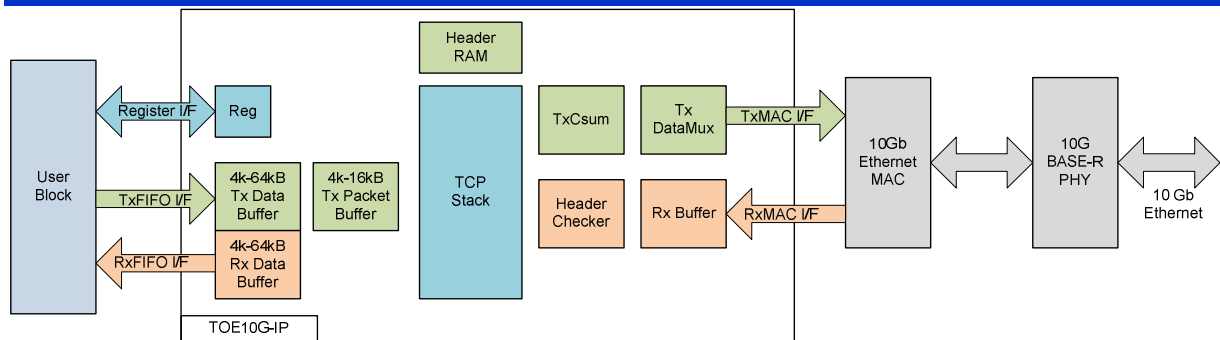 Header
RAM
User
Block
Register I/F
Reg
TxFIFO I/F
4k-64kB
Tx Data
Buffer
4k-16kB
Tx Packet
Buffer
RxFIFO I/F
4k-64kB
Rx Data
Buffer
TCP
Stack
TxCsum
Tx
DataMux
TxMAC I/F
Header
Checker
Rx Buffer
RxMAC I/F
10Gb
Ethernet
MAC
10G
BASE-R
PHY
10 Gb
Ethernet
TOE10G-IP